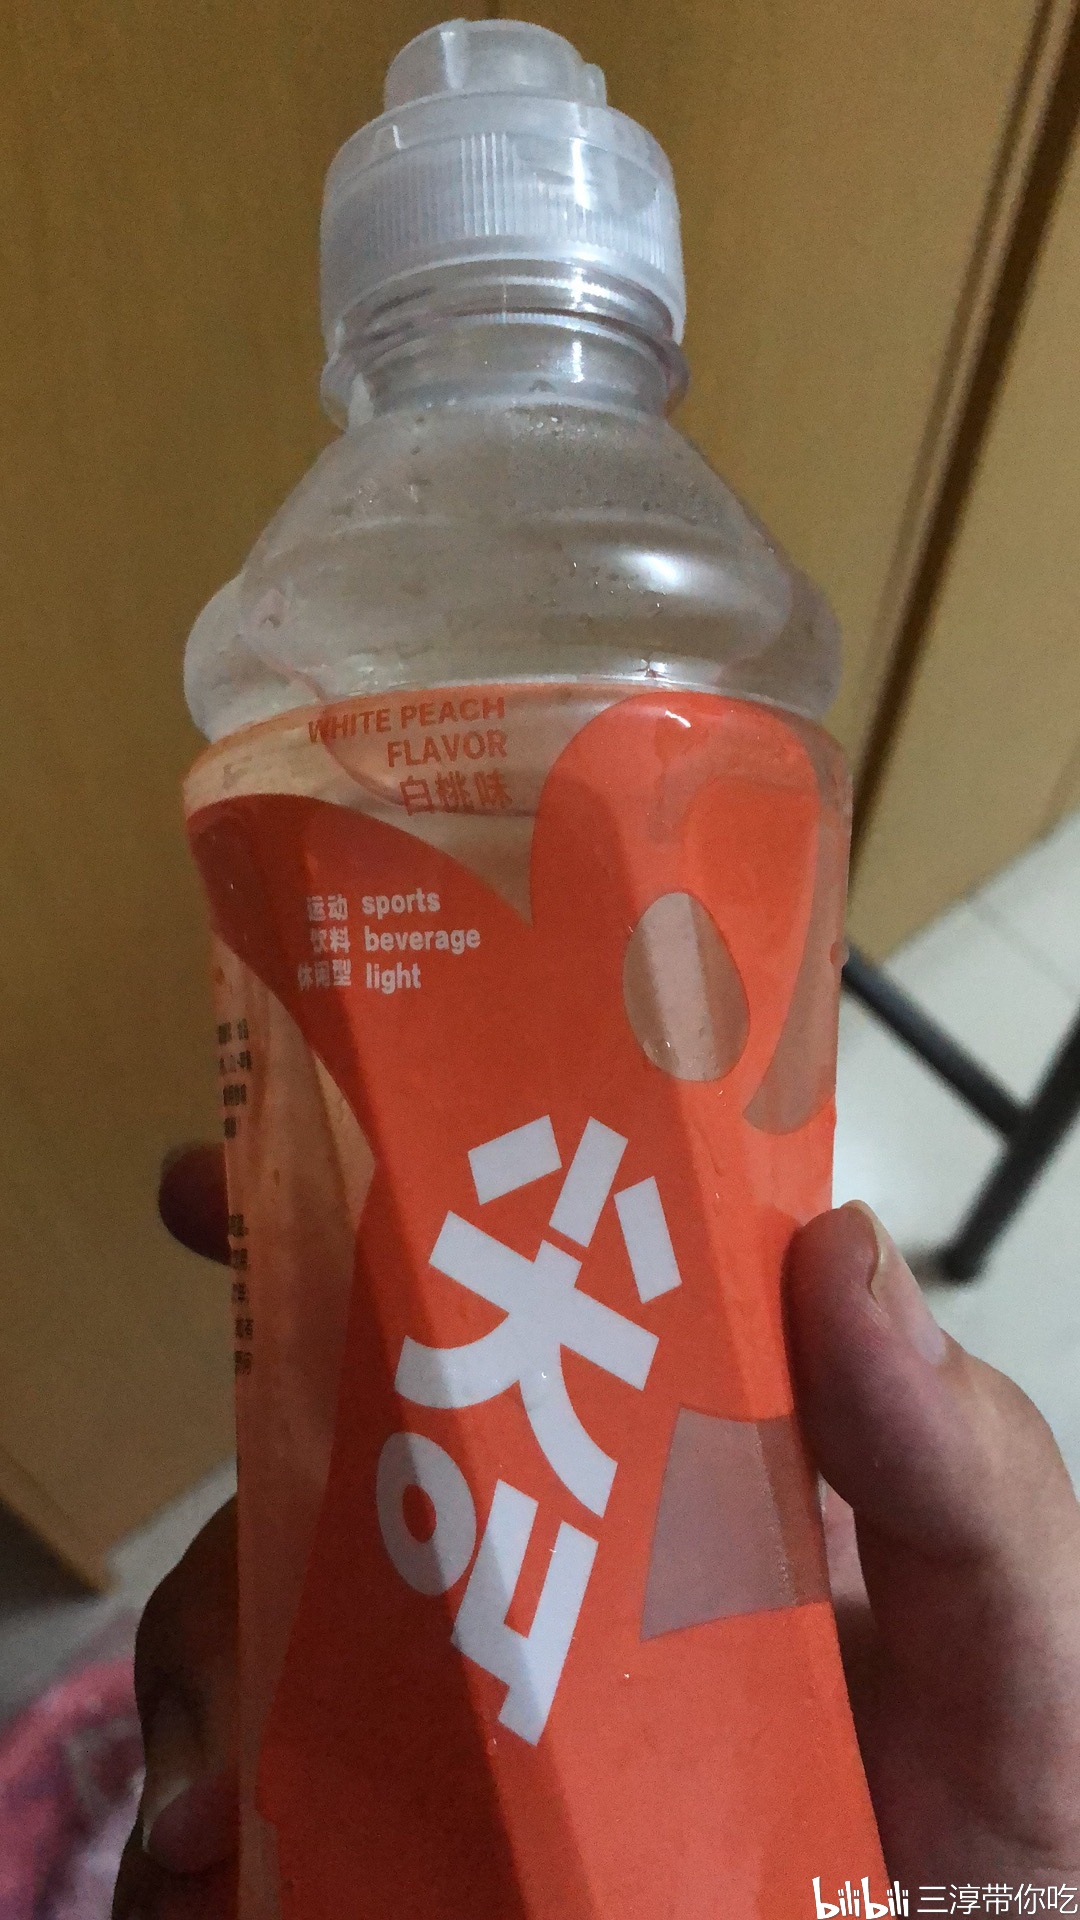 WHITE PEACH
FLAVOR
白桃味
运动 sports
饮料 beverage
休闲型 light
尖叫
bilibili 三淳带你吃